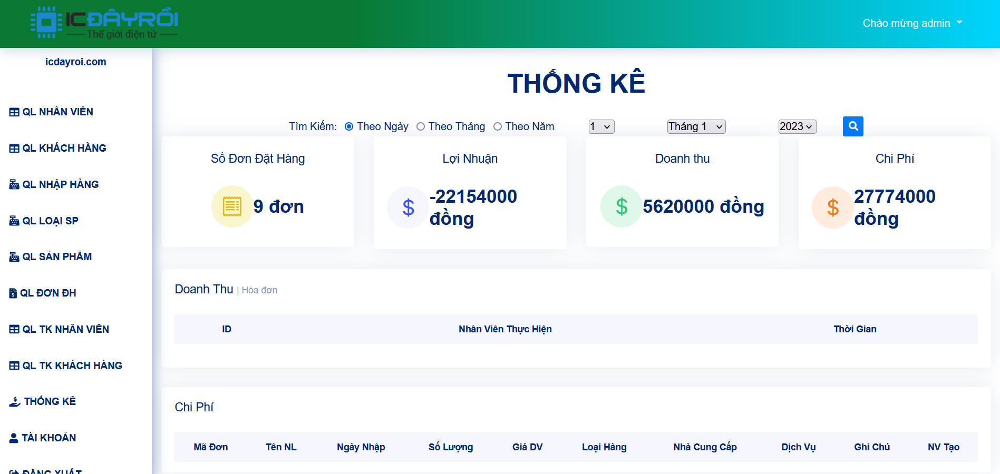 ICĐÂYRỒI
Thế giới điện tử
Chào mừng admin
icdayroi.com
QL NHÂN VIÊN
QL KHÁCH HÀNG
QL NHẬP HÀNG
QL LOẠI SP
QL SẢN PHẨM
QL ĐƠN ĐH
QL TK NHÂN VIÊN
QL TK KHÁCH HÀNG
THỐNG KÊ
TÀI KHOẢN
ĐĂNG XUẤT
THỐNG KÊ
Tìm Kiếm: Theo Ngày Theo Tháng Theo Năm 1 Tháng 1 2023
Số Đơn Đặt Hàng
9 đơn
Lợi Nhuận
-22154000
đồng
Doanh thu
5620000 đồng
Chi Phí
27774000
đồng
Doanh Thu | Hóa đơn
ID Nhân Viên Thực Hiện Thời Gian
Chi Phí
Mã Đơn Tên NL Ngày Nhập Số Lượng Giá DV Loại Hàng Nhà Cung Cấp Dịch Vụ Ghi Chú NV Tạo